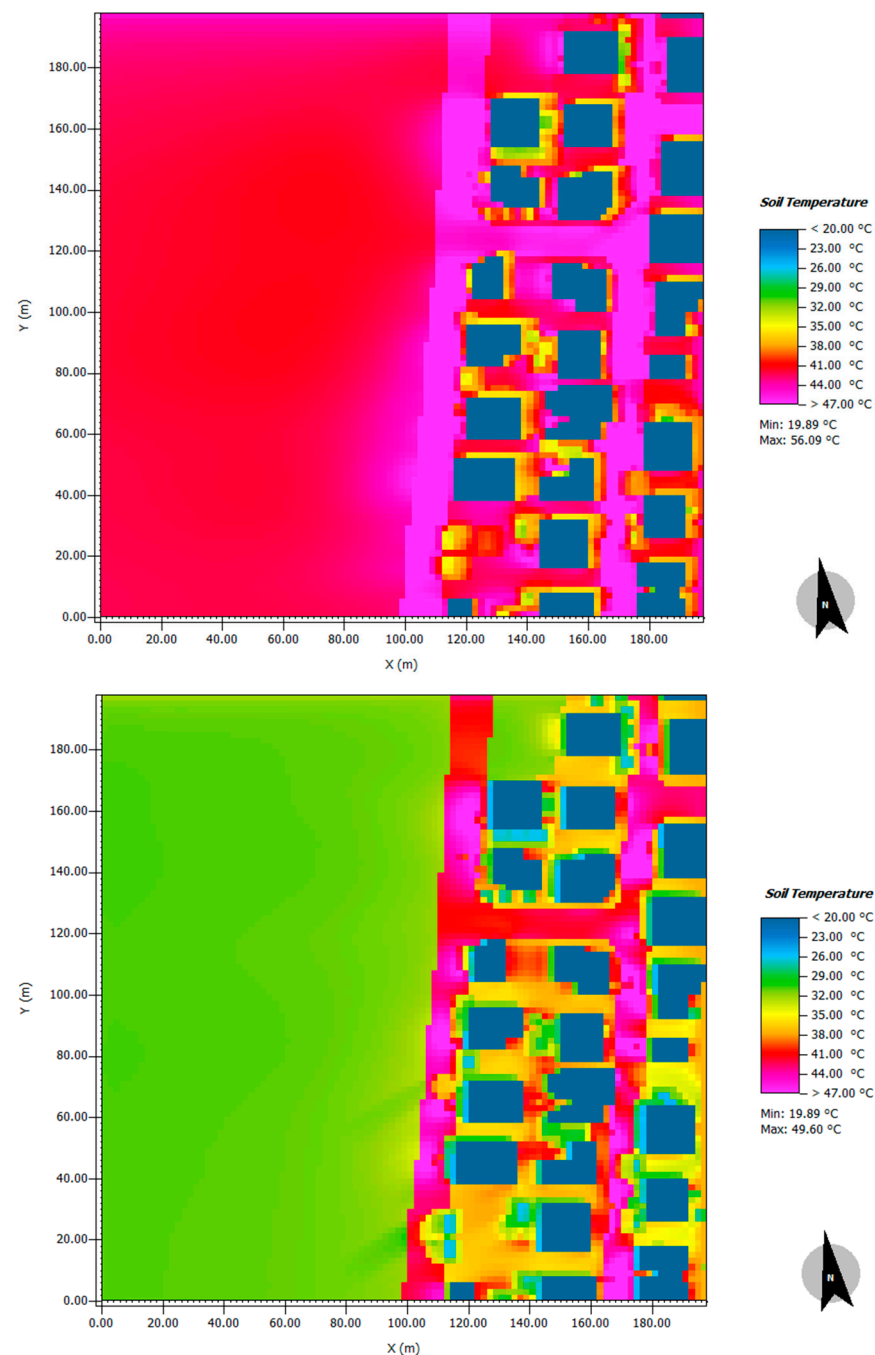 180.00
160.00
140.00
120.00
100.00
80.00
60.00
40.00
20.00
0.00
Y (m)
0.00 20.00 40.00 60.00 80.00 100.00 120.00 140.00 160.00 180.00
X (m)
Soil Temperature
< 20.00 °C
23.00 °C
26.00 °C
29.00 °C
32.00 °C
35.00 °C
38.00 °C
41.00 °C
44.00 °C
> 47.00 °C
Min: 19.89 °C
Max: 56.09 °C
N
180.00
160.00
140.00
120.00
100.00
80.00
60.00
40.00
20.00
0.00
Y (m)
0.00 20.00 40.00 60.00 80.00 100.00 120.00 140.00 160.00 180.00
X (m)
Soil Temperature
< 20.00 °C
23.00 °C
26.00 °C
29.00 °C
32.00 °C
35.00 °C
38.00 °C
41.00 °C
44.00 °C
> 47.00 °C
Min: 19.89 °C
Max: 49.60 °C
N